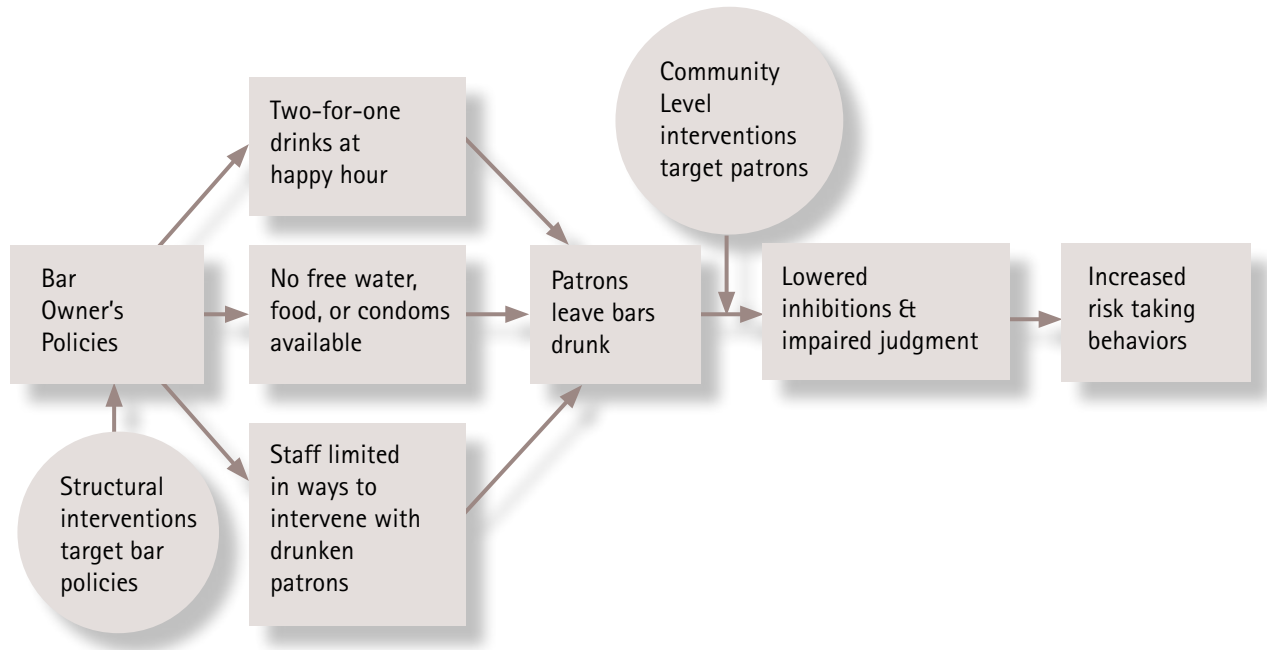 Community
Level
interventions
target patrons
Two-for-one
drinks at
happy hour
Bar
Owner's
Policies
No free water,
food, or condoms
available
Patrons
leave bars
drunk
Lowered
inhibitions &
impaired judgment
Increased
risk taking
behaviors
Structural
interventions
target bar
policies
Staff limited
in ways to
intervene with
drunken
patrons